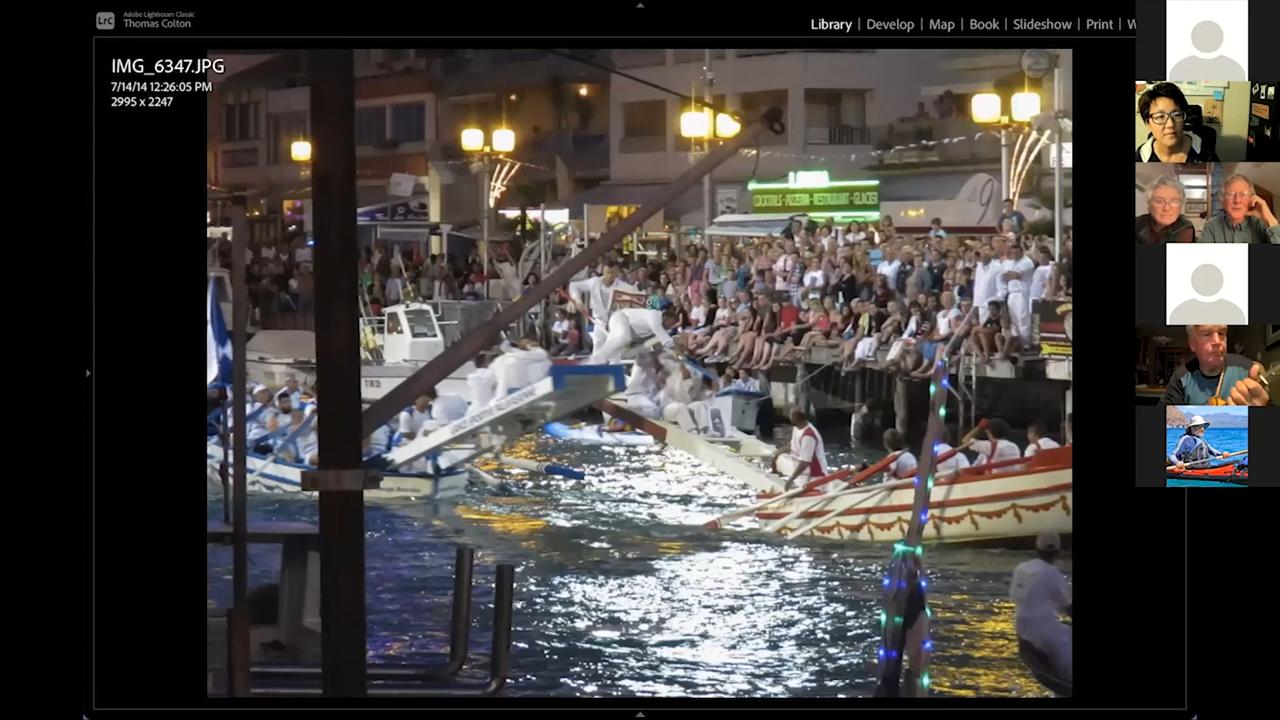 LrC
Adobe Lightroom Classic
Thomas Colton
Library | Develop | Map | Book | Slideshow | Print | W
IMG_6347.JPG
7/14/14 12:26:05 PM
2995 x 2247
COCKTAILS - PIZZERIA - RESTAURANT - GLACIER